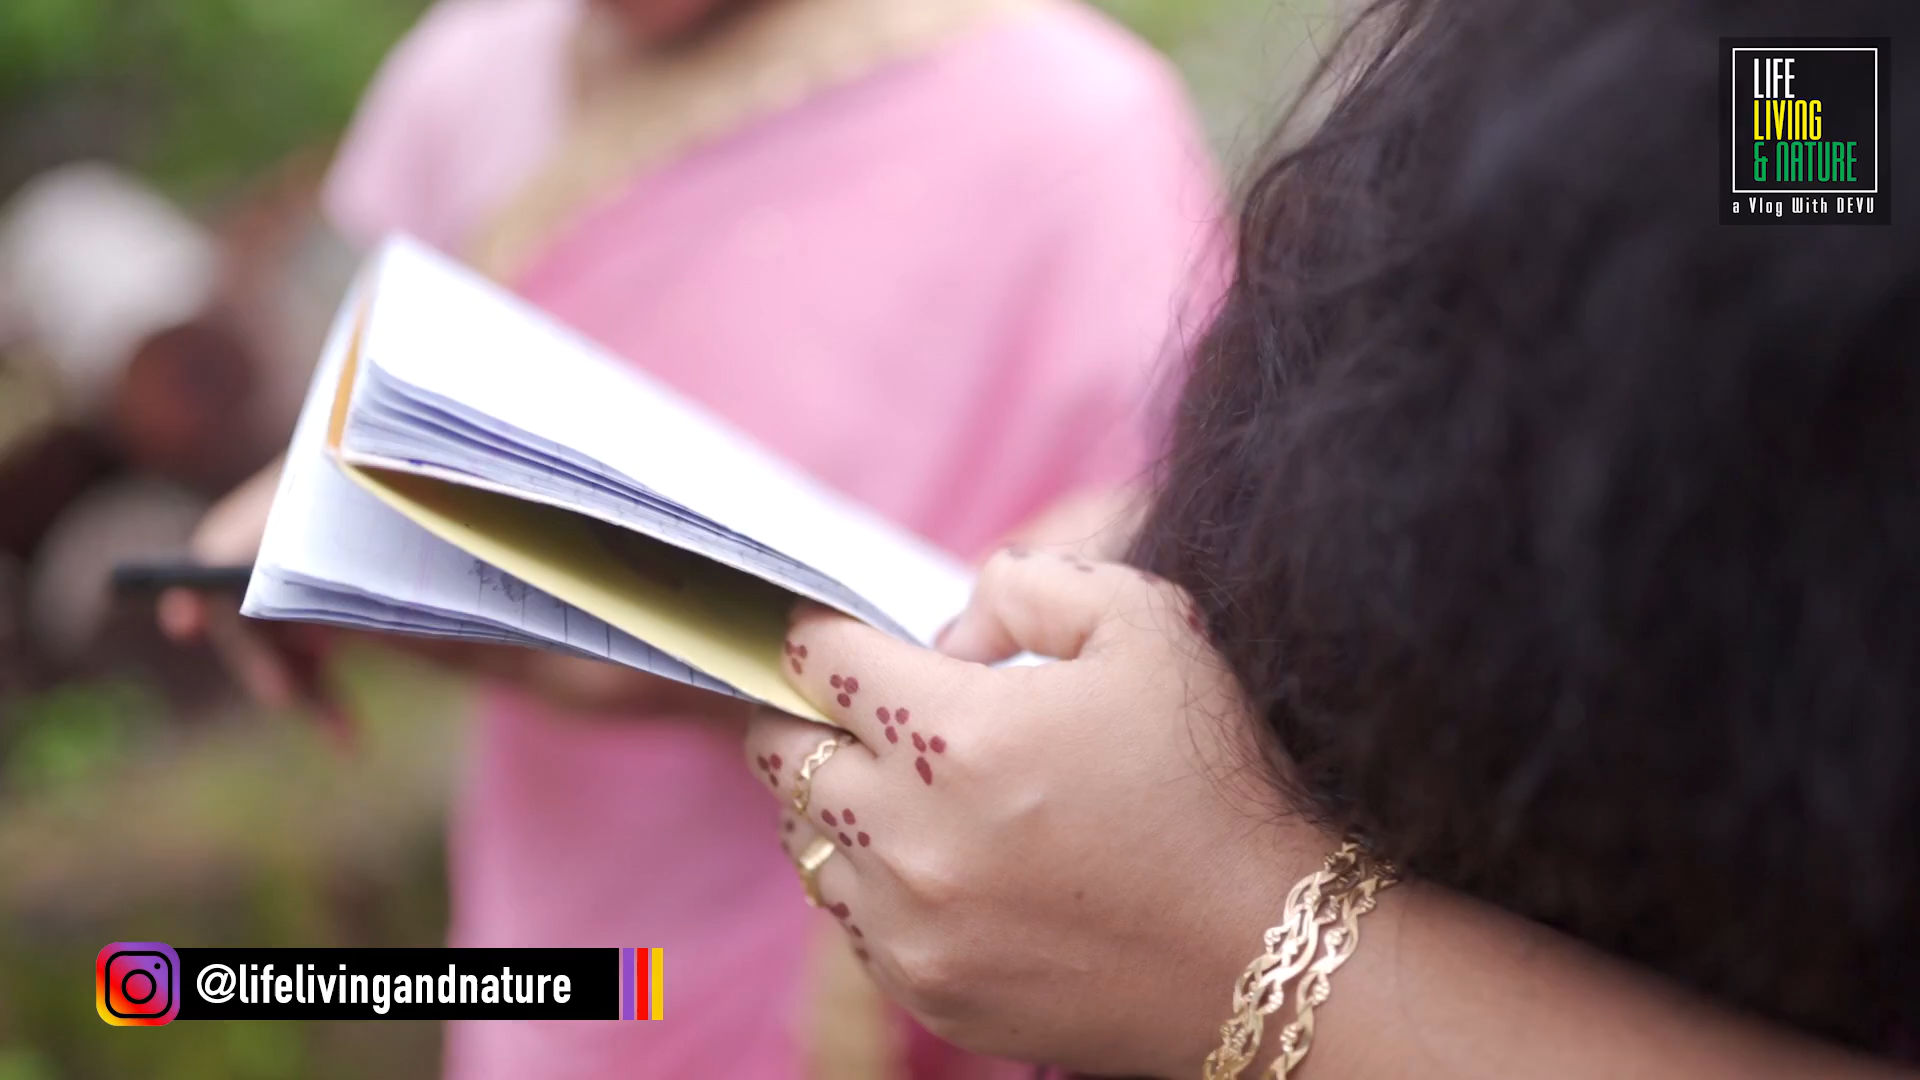 LIFE
LIVING
& NATURE
a Vlog With DEVU
@lifelivingandnature